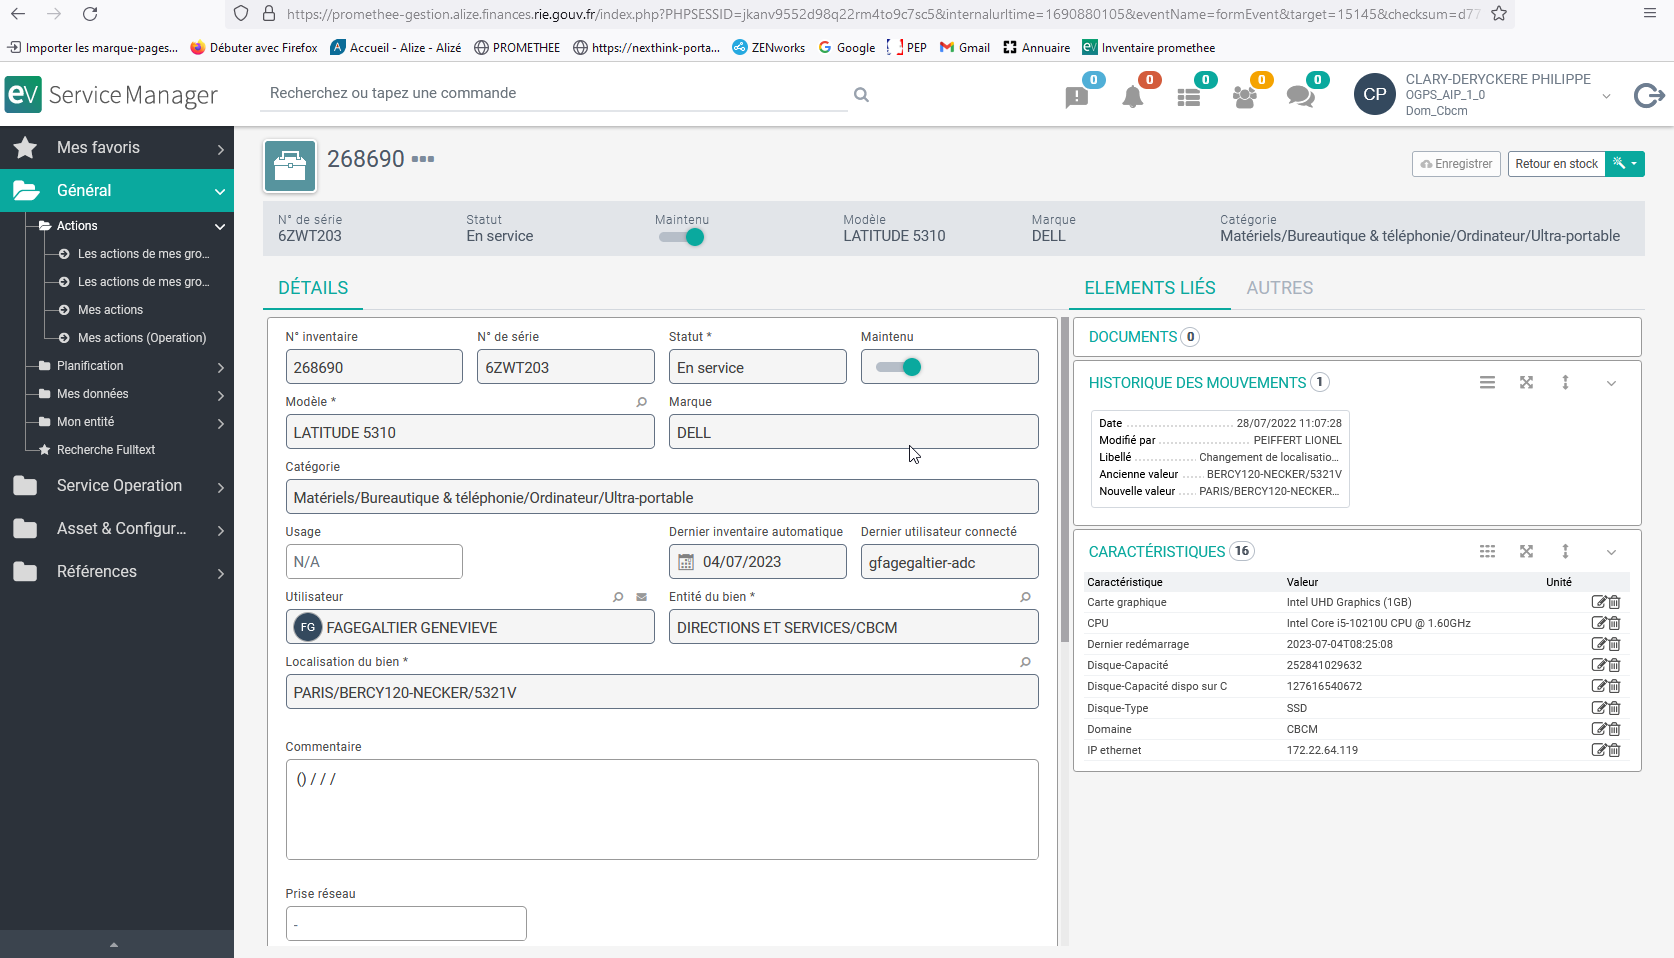 https://promethee-gestion.alize.finances.rie.gouv.fr/index.php?PHPSESSID=jkanv9552d98q22rm4to9c7sc5&internalurltime=1690880105&eventName=formEvent&target=15145&checksum=d77
Importer les marque-pages... Débuter avec Firefox Accueil - Alize - Alizé PROMETHEE https://nexthink-porta... ZENworks Google PEP Gmail Annuaire Inventaire promethee
eV Service Manager
Recherchez ou tapez une commande
0 0 0 0 0
CP
CLARY-DERYCKERE PHILIPPE
OGPS_AIP_1_0
Dom_Cbcm
Mes favoris
Général
Actions
Les actions de mes gro...
Les actions de mes gro...
Mes actions
Mes actions (Operation)
Planification
Mes données
Mon entité
Recherche Fulltext
Service Operation
Asset & Configur...
Références
268690
Enregistrer
Retour en stock
N° de série Statut Maintenu Modèle Marque Catégorie
6ZWT203 En service LATITUDE 5310 DELL Matériels/Bureautique & téléphonie/Ordinateur/Ultra-portable
DÉTAILS
N° inventaire N° de série Statut * Maintenu
268690 6ZWT203 En service
Modèle * Marque
LATITUDE 5310 DELL
Catégorie
Matériels/Bureautique & téléphonie/Ordinateur/Ultra-portable
Usage Dernier inventaire automatique Dernier utilisateur connecté
N/A 04/07/2023 gfagegaltier-adc
Utilisateur Entité du bien *
FG FAGEGALTIER GENEVIEVE DIRECTIONS ET SERVICES/CBCM
Localisation du bien *
PARIS/BERCY120-NECKER/5321V
Commentaire
() / / /
Prise réseau
-
ELEMENTS LIÉS AUTRES
DOCUMENTS 0
HISTORIQUE DES MOUVEMENTS 1
Date 28/07/2022 11:07:28
Modifié par PEIFFERT LIONEL
Libellé Changement de localisatio...
Ancienne valeur BERCY120-NECKER/5321V
Nouvelle valeur PARIS/BERCY120-NECKER...
CARACTÉRISTIQUES 16
Caractéristique Valeur Unité
Carte graphique Intel UHD Graphics (1GB)
CPU Intel Core i5-10210U CPU @ 1.60GHz
Dernier redémarrage 2023-07-04T08:25:08
Disque-Capacité 252841029632
Disque-Capacité dispo sur C 127616540672
Disque-Type SSD
Domaine CBCM
IP ethernet 172.22.64.119